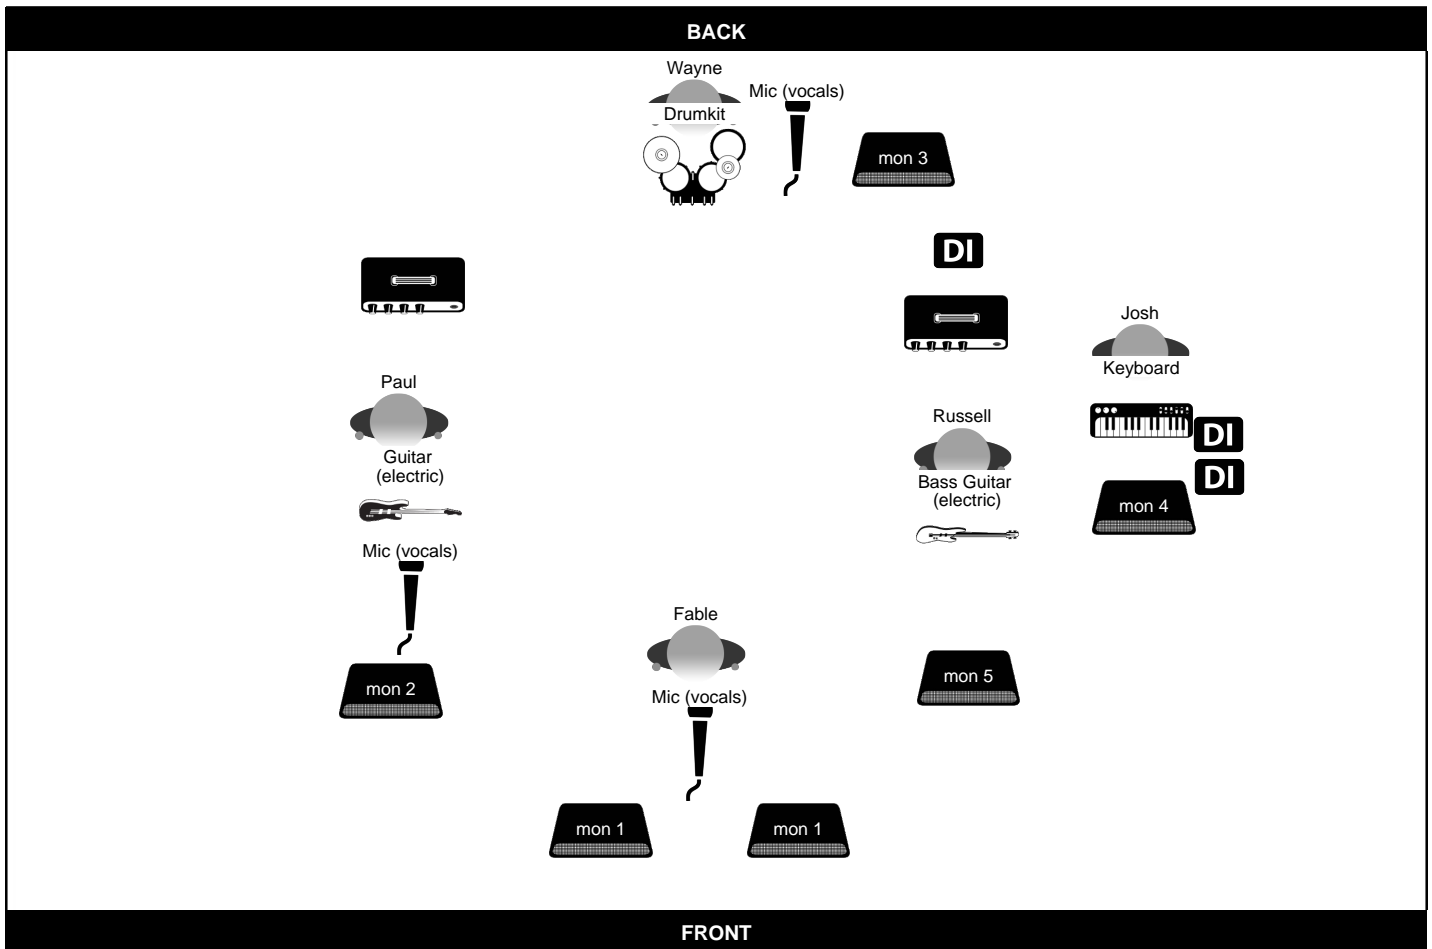 BACK
Wayne
Drumkit
Mic (vocals)
mon 3
DI
Josh
Keyboard
DI
DI
mon 4
Paul
Guitar
(electric)
Mic (vocals)
mon 2
Russell
Bass Guitar
(electric)
mon 5
Fable
Mic (vocals)
mon 1
mon 1
FRONT